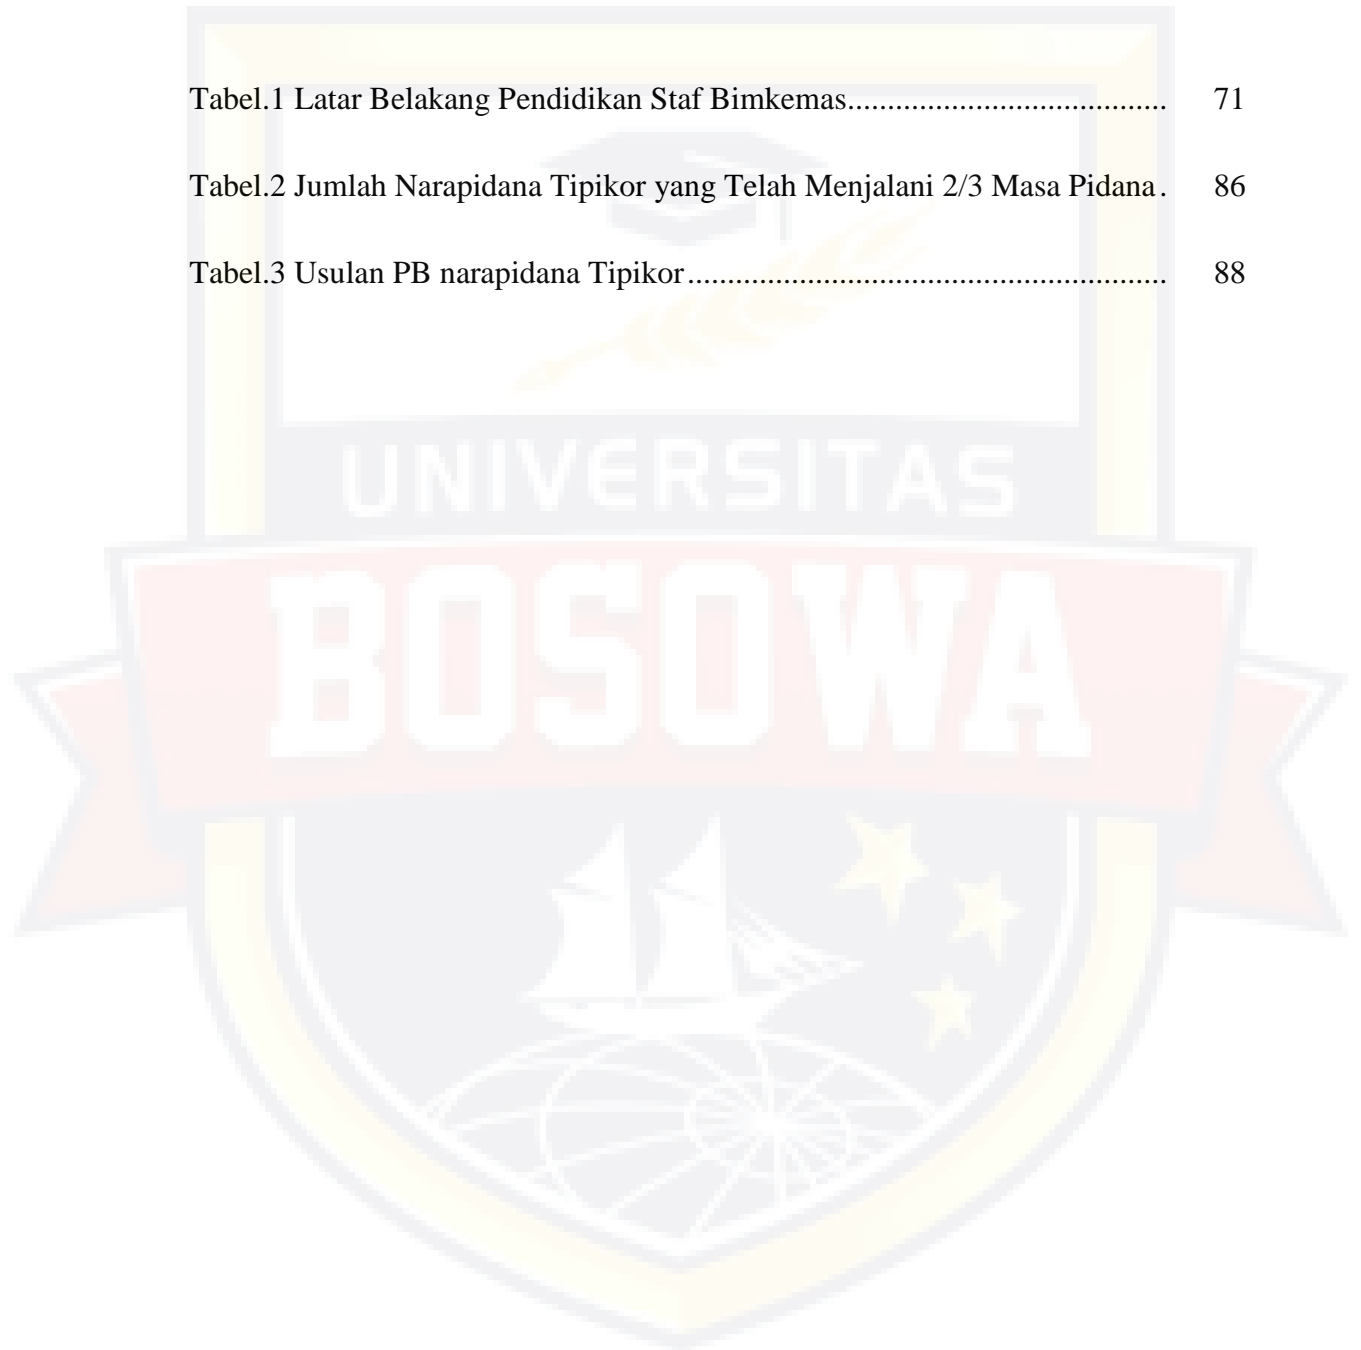 Tabel.1 Latar Belakang Pendidikan Staf Bimkemas....................................... 71
Tabel.2 Jumlah Narapidana Tipikor yang Telah Menjalani 2/3 Masa Pidana. 86
Tabel.3 Usulan PB narapidana Tipikor........................................................... 88
UNIVERSITAS
BOSOWA